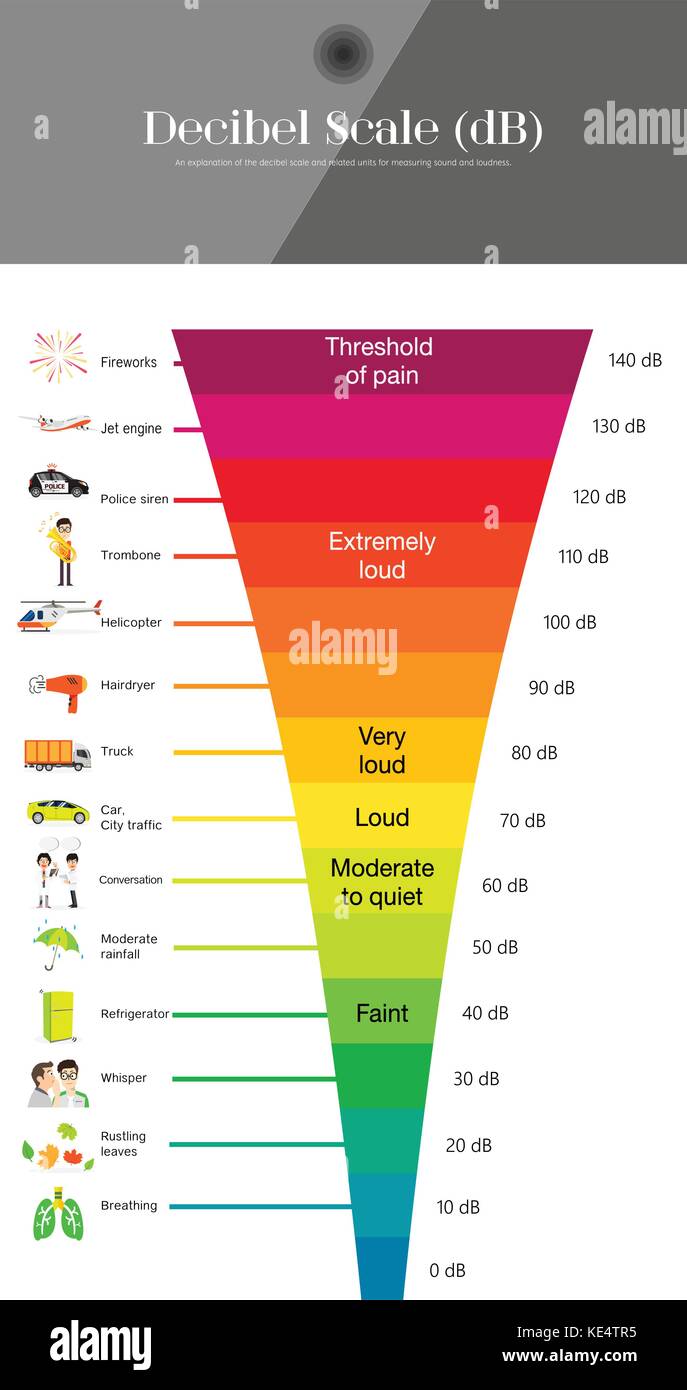 Decibel Scale (dB)
An explanation of the decibel scale and related units for measuring sound and loudness.
a
alamy
a
a
Fireworks
Threshold
of pain
140 dB
a
Jet engine
130 dB
POLICE
Police siren
120 dB
a
Trombone
Extremely
loud
110 dB
Helicopter
100 dB
alamy
Hairdryer
90 dB
Truck
Very
loud
80 dB
Car,
City traffic
Loud
70 dB
Conversation
Moderate
to quiet
60 dB
a
Moderate
rainfall
50 dB
Refrigerator
Faint
40 dB
Whisper
30 dB
Rustling
leaves
20 dB
Breathing
10 dB
0 dB
alamy
Image ID: KE4TR5
www.alamy.com